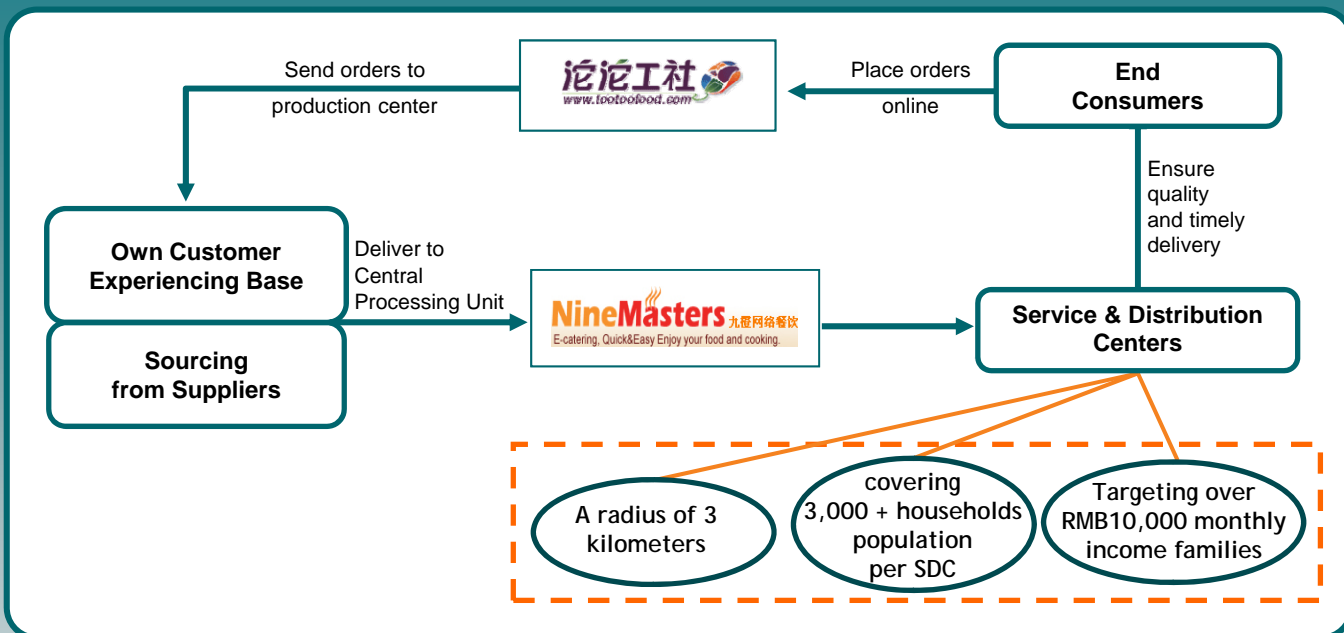 Send orders to
production center
沱沱工社
www.tootoofood.com
Place orders
online
End
Consumers
Ensure
quality
and timely
delivery
Own Customer
Experiencing Base
Deliver to
Central
Processing Unit
NineMasters 九橙网络餐饮
E-catering, Quick&Easy Enjoy your food and cooking.
Service & Distribution
Centers
Sourcing
from Suppliers
A radius of 3
kilometers
covering
3,000 + households
population
per SDC
Targeting over
RMB10,000 monthly
income families